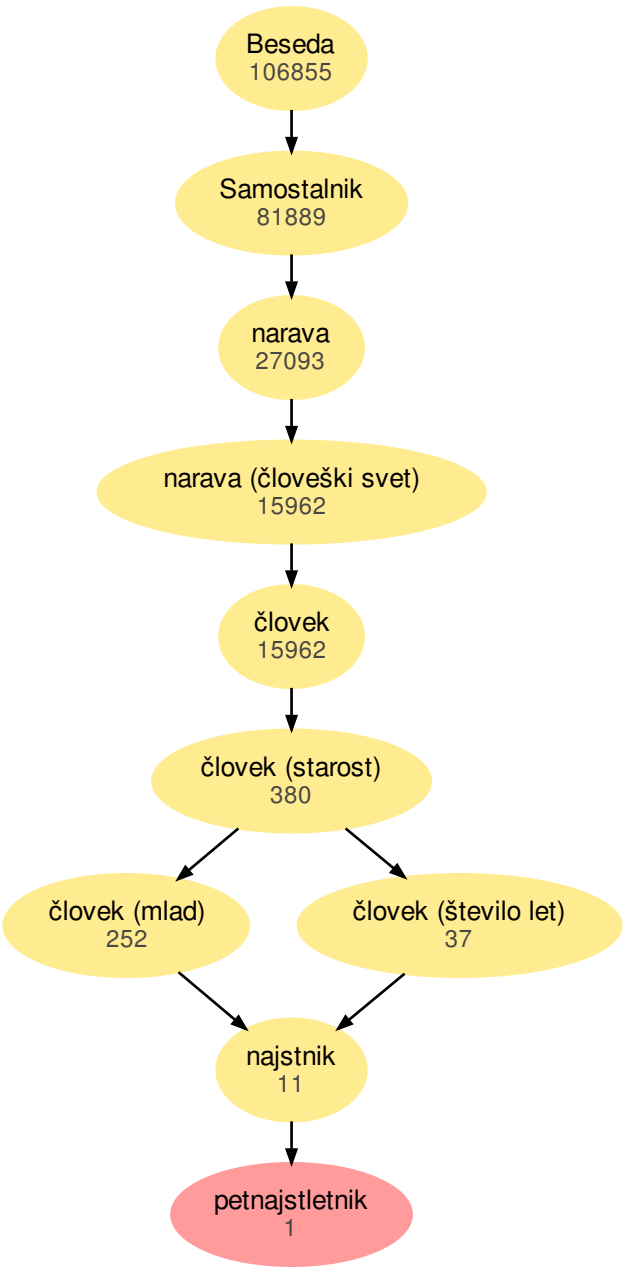 Beseda
106855
Samostalnik
81889
narava
27093
narava (človeški svet)
15962
človek
15962
človek (starost)
380
človek (mlad)
252
človek (število let)
37
najstnik
11
petnajstletnik
1